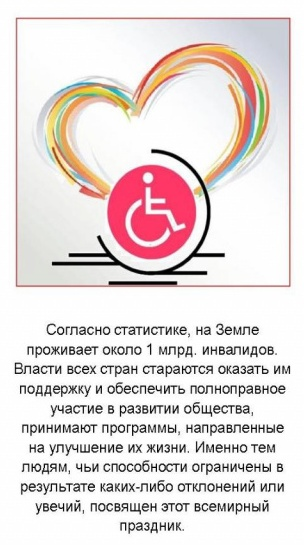 Согласно статистике, на Земле
проживает около 1 млрд. инвалидов.
Власти всех стран стараются оказать им
поддержку и обеспечить полноправное
участие в развитии общества,
принимают программы, направленные
на улучшение их жизни. Именно тем
людям, чьи способности ограничены в
результате каких-либо отклонений или
увечий, посвящен этот всемирный
праздник.